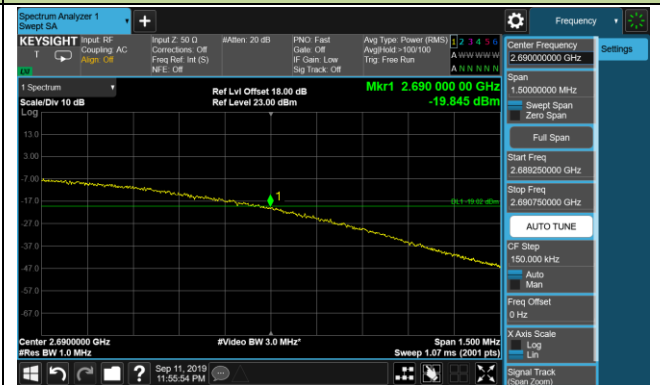 Spectrum Analyzer 1
Swept SA
+
Frequency
KEYSIGHT Input: RF Input Z: 50 Ω #Atten: 20 dB PNO: Fast Avg Type: Power (RMS) 1 2 3 4 5 6
T Coupling: AC Corrections: Off Gate: Off Avg|Hold:>100/100 A WW WW W
Align: Off Freq Ref: Int (S) IF Gain: Low Trig: Free Run
LXI NFE: Off Sig Track: Off A N N N N N
1 Spectrum Ref Lvl Offset 18.00 dB Mkr1 2.690 000 00 GHz
Scale/Div 10 dB Ref Level 23.00 dBm -19.845 dBm
Log
13.0
3.00
-7.00
-17.0
1
DL1 -19.02 dBm
-27.0
-37.0
-47.0
-57.0
-67.0
Center 2.6900000 GHz #Video BW 3.0 MHz* Span 1.500 MHz
#Res BW 1.0 MHz Sweep 1.07 ms (2001 pts)
Sep 11, 2019
11:55:54 PM
?
Center Frequency
2.690000000 GHz
Settings
Span
1.50000000 MHz
Swept Span
Zero Span
Full Span
Start Freq
2.689250000 GHz
Stop Freq
2.690750000 GHz
AUTO TUNE
CF Step
150.000 kHz
Auto
Man
Freq Offset
0 Hz
X Axis Scale
Log
Lin
Signal Track
(Span Zoom)